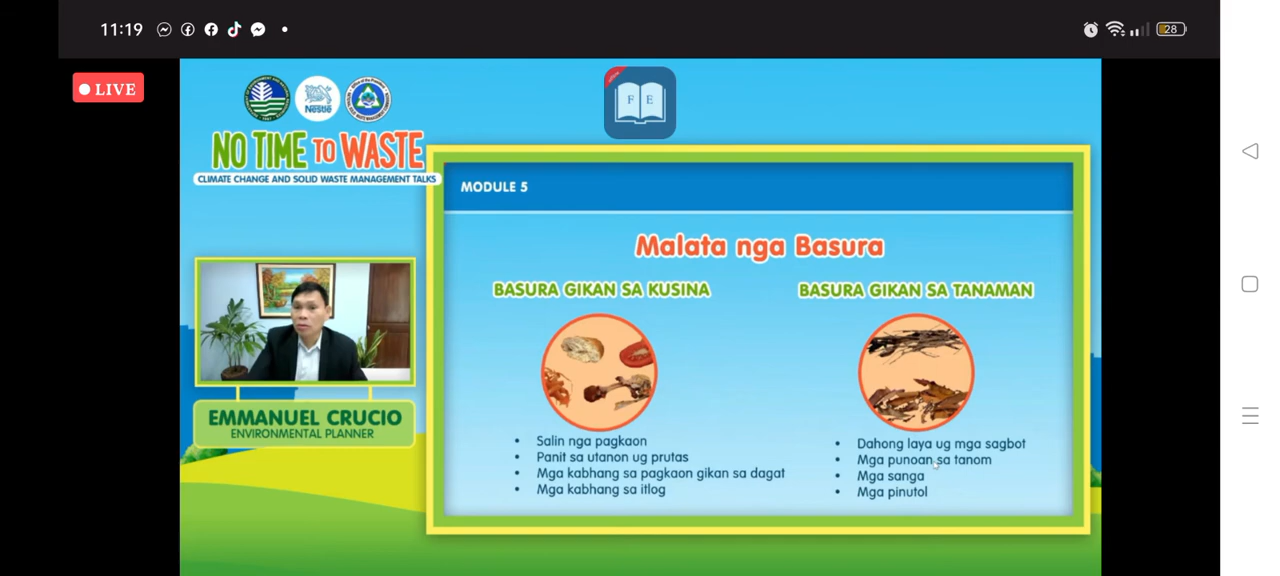 11:19
28
LIVE
Nestlé
F E
NO TIME TO WASTE
CLIMATE CHANGE AND SOLID WASTE MANAGEMENT TALKS
MODULE 5
Malata nga Basura
BASURA GIKAN SA KUSINA
Salin nga pagkaon
Panit sa utanon ug prutas
Mga kabhang sa pagkaon gikan sa dagat
Mga kabhang sa itlog
BASURA GIKAN SA TANAMAN
Dahong laya ug mga sagbot
Mga punoan sa tanom
Mga sanga
Mga pinutol
EMMANUEL CRUCIO
ENVIRONMENTAL PLANNER